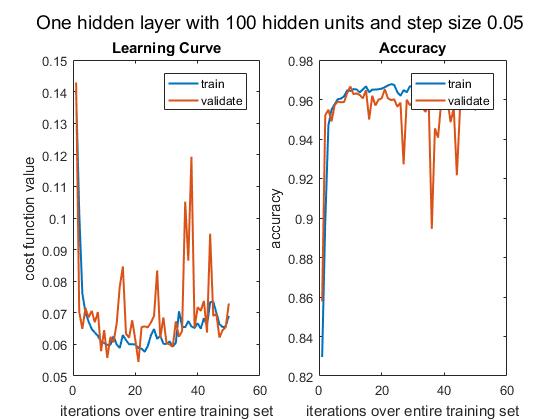 One hidden layer with 100 hidden units and step size 0.05
Learning Curve
0.15
0.14
0.13
0.12
0.11
0.1
0.09
0.08
0.07
0.06
0.05
0 20 40 60
cost function value
iterations over entire training set
train
validate
Accuracy
0.98
0.96
0.94
0.92
0.9
0.88
0.86
0.84
0.82
0 20 40 60
accuracy
iterations over entire training set
train
validate